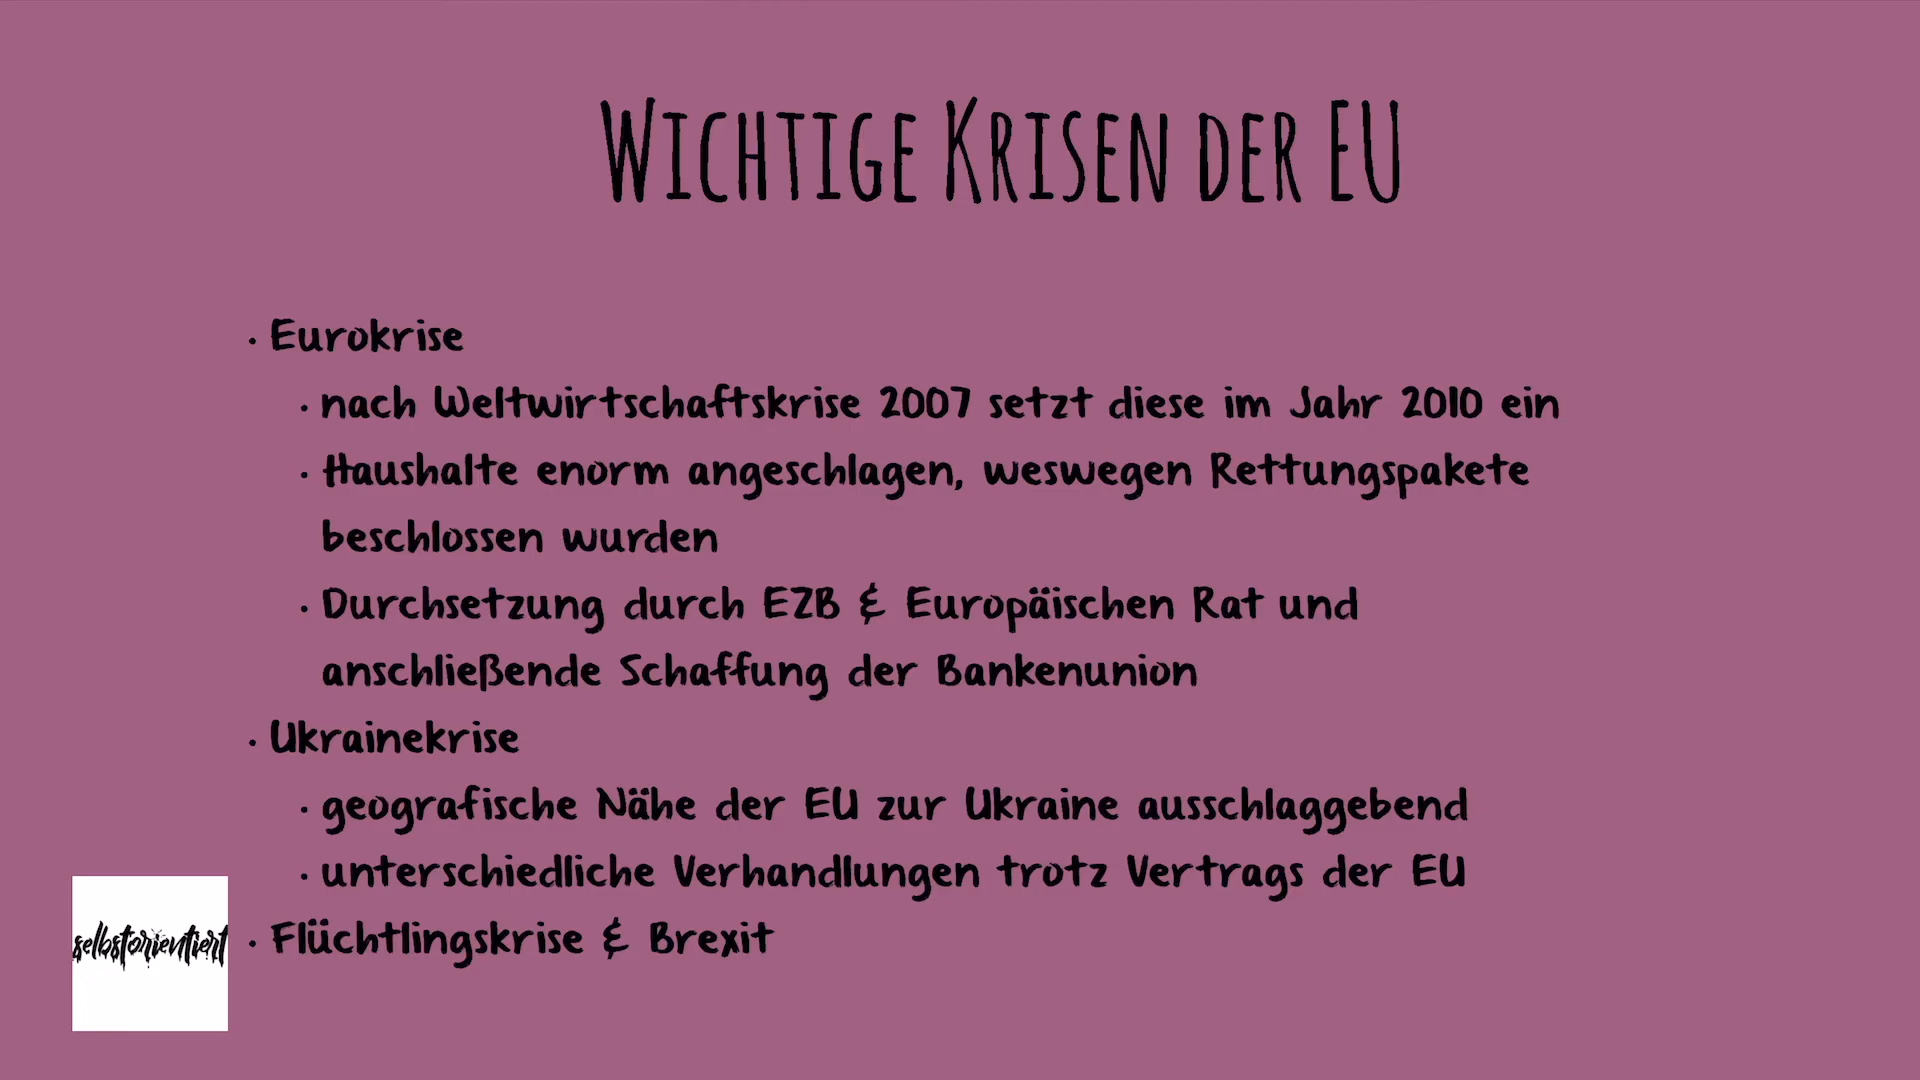 Wichtige Krisen der EU
· Eurokrise
· nach Weltwirtschaftskrise 2007 setzt diese im Jahr 2010 ein
· Haushalte enorm angeschlagen, weswegen Rettungspakete
beschlossen wurden
· Durchsetzung durch EZB & Europäischen Rat und
anschließende Schaffung der Bankenunion
· Ukrainekrise
· geografische Nähe der EU zur Ukraine ausschlaggebend
· unterschiedliche Verhandlungen trotz Vertrags der EU
· Flüchtlingskrise & Brexit
selbstorientiert